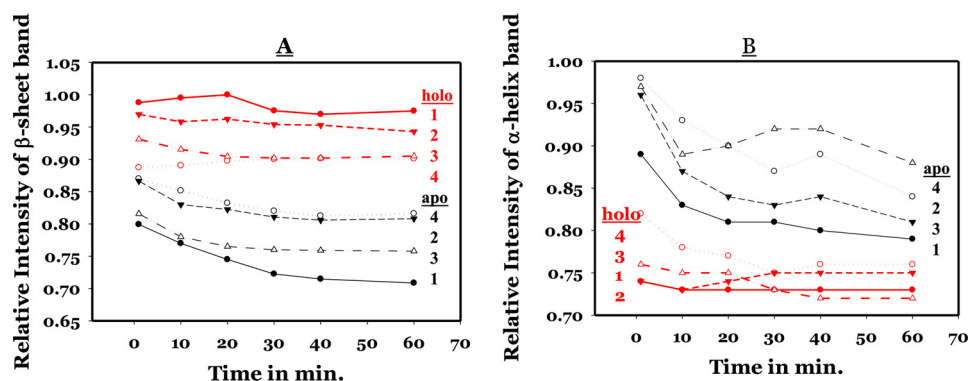 A
Relative Intensity of β-sheet band
1.05
1.00
0.95
0.90
0.85
0.80
0.75
0.70
0.65
holo
1
2
3
4
apo
4
2
3
1
0 10 20 30 40 50 60 70
Time in min.
B
Relative Intensity of α-helix band
1.00
0.95
0.90
0.85
0.80
0.75
0.70
apo
4
2
3
1
holo
4
3
1
2
0 10 20 30 40 50 60 70
Time in min.